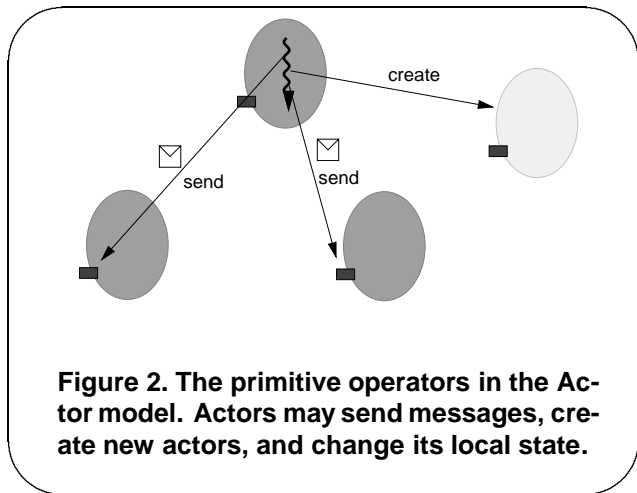 create
send
send
Figure 2. The primitive operators in the Ac-
tor model. Actors may send messages, cre-
ate new actors, and change its local state.